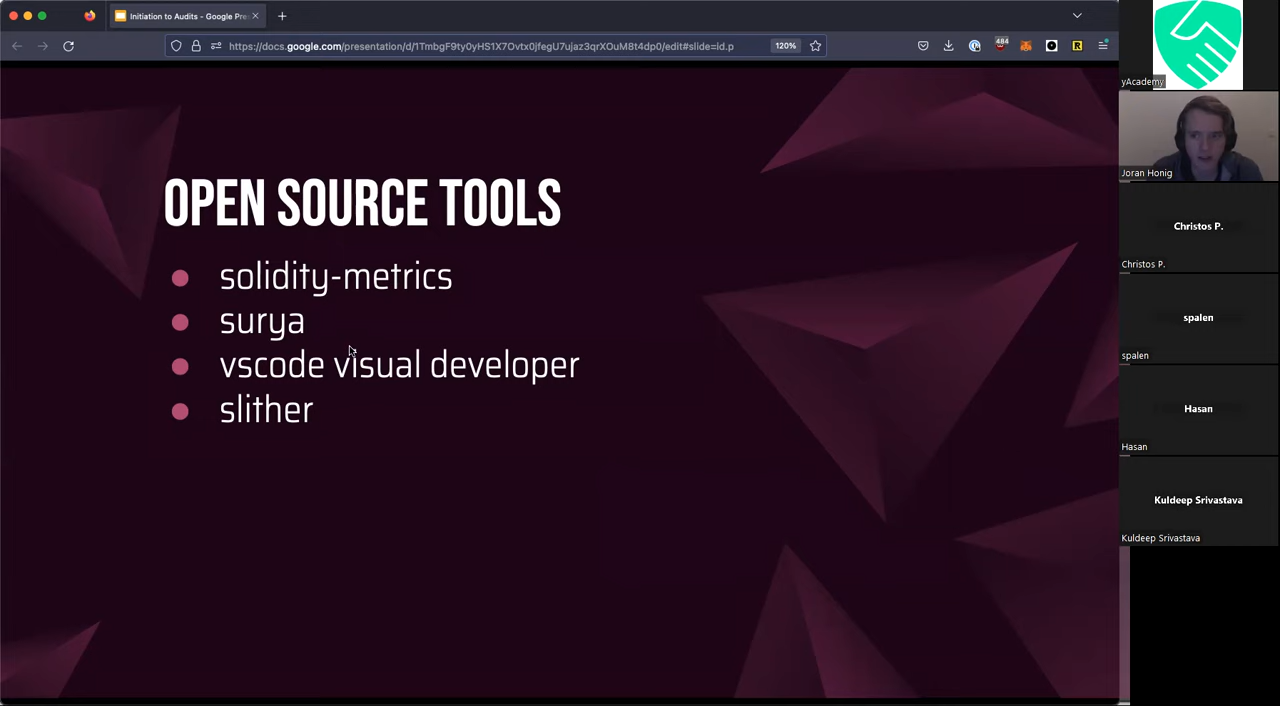 Initiation to Audits - Google Pre
https://docs.google.com/presentation/d/1TmbgF9ty0yHS1X7Ovtx0jfegU7ujaz3qrXOuM8t4dp0/edit#slide=id.p
120%
484
OPEN SOURCE TOOLS
solidity-metrics
surya
vscode visual developer
slither
yAcademy
Joran Honig
Christos P.
Christos P.
spalen
spalen
Hasan
Hasan
Kuldeep Srivastava
Kuldeep Srivastava